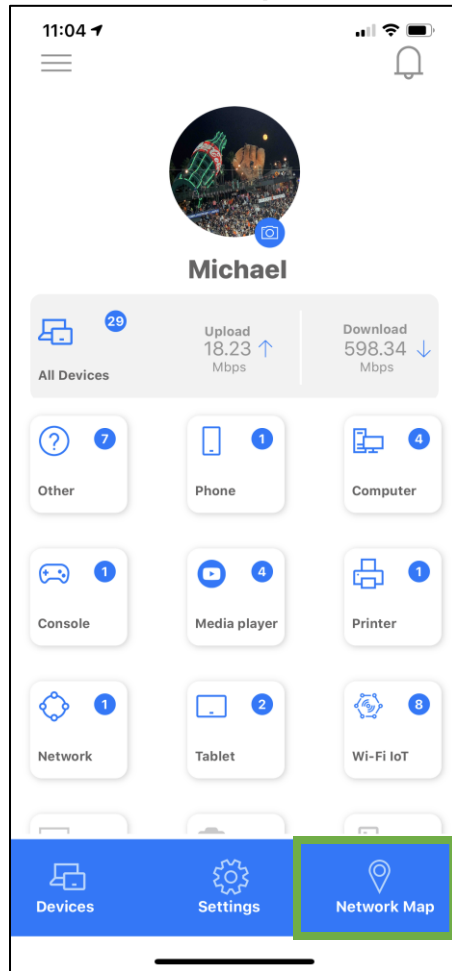 11:04
Michael
29
All Devices
Upload
18.23 ↑
Mbps
Download
598.34 ↓
Mbps
7
Other
1
Phone
4
Computer
1
Console
4
Media player
1
Printer
1
Network
2
Tablet
8
Wi-Fi IoT
Devices
Settings
Network Map